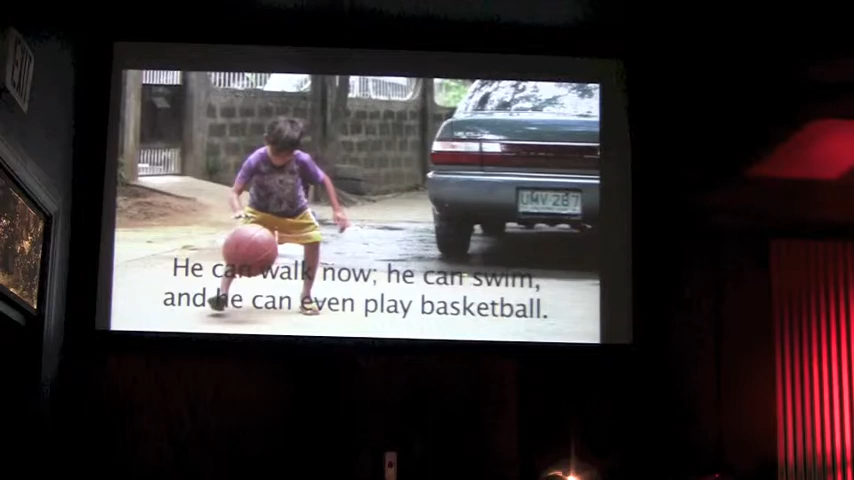 EXIT
UMV 287
He can walk now; he can swim,
and he can even play basketball.